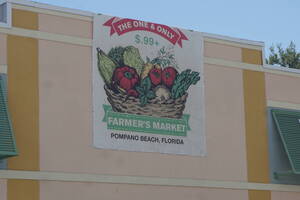 THE ONE & ONLY
$.99+
FARMER'S MARKET
POMPANO BEACH, FLORIDA